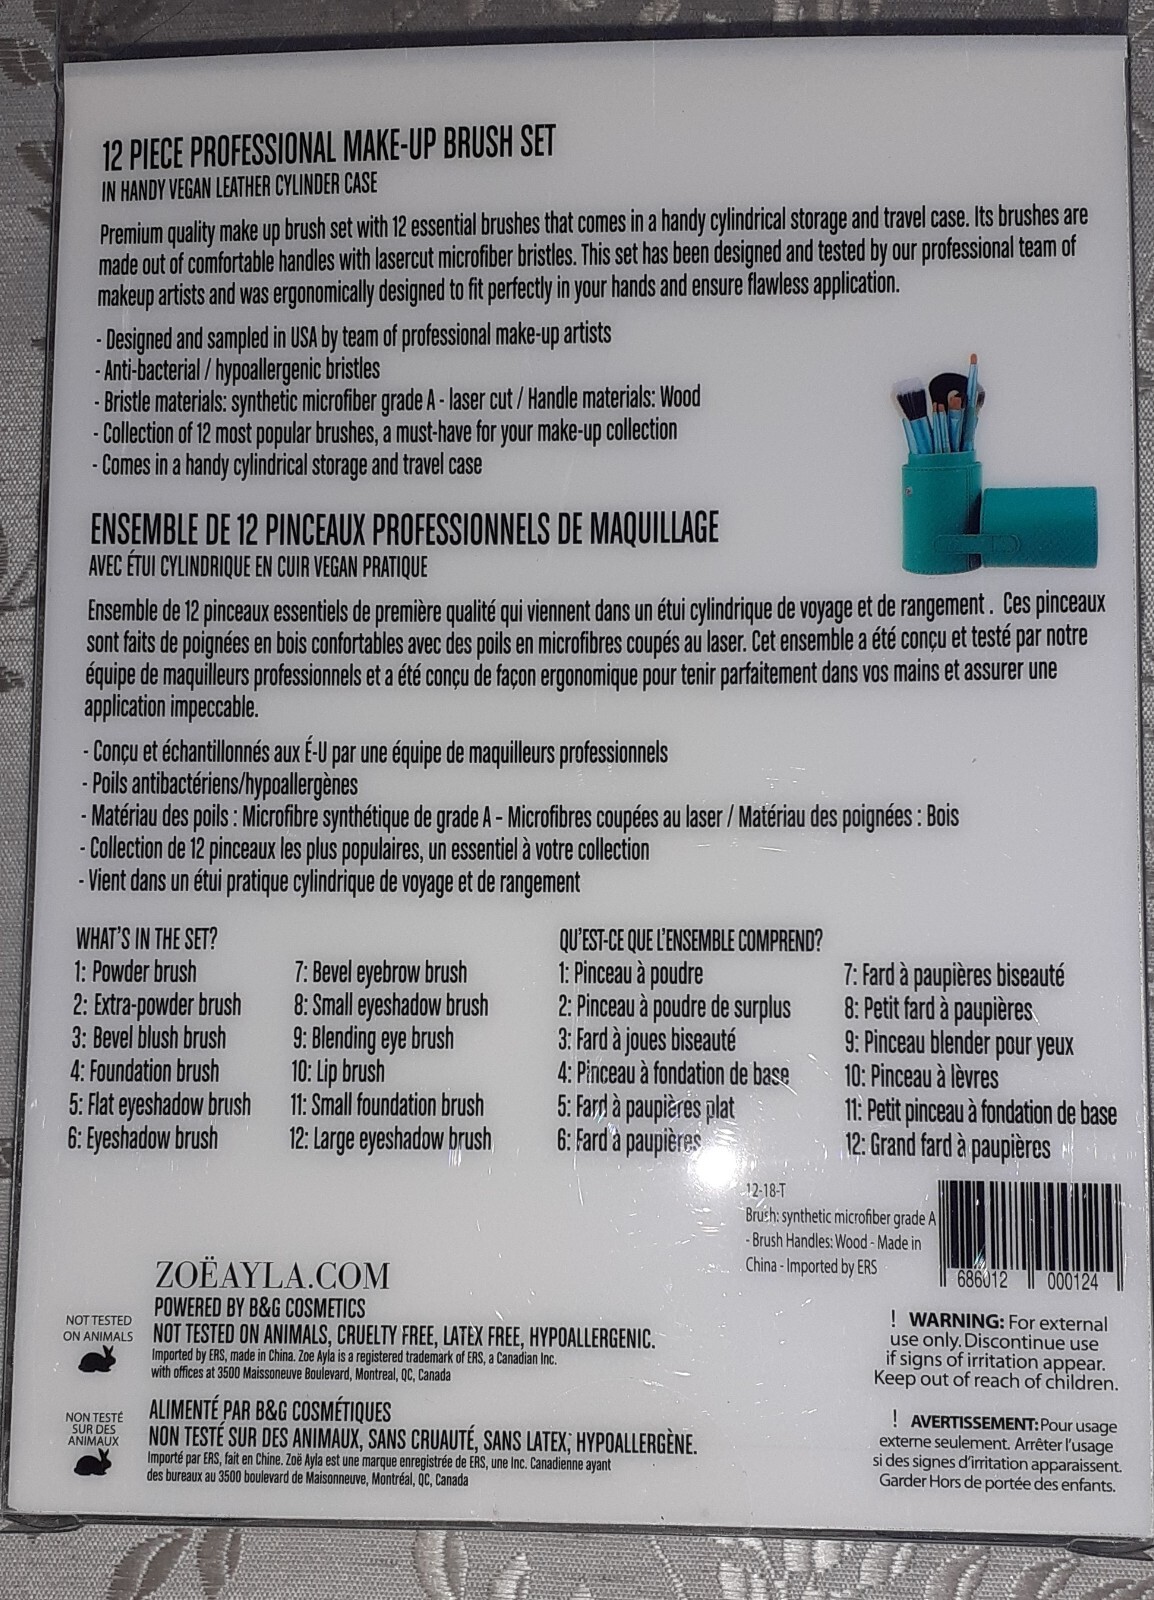 12 PIECE PROFESSIONAL MAKE-UP BRUSH SET
IN HANDY VEGAN LEATHER CYLINDER CASE
Premium quality make up brush set with 12 essential brushes that comes in a handy cylindrical storage and travel case. Its brushes are
made out of comfortable handles with lasercut microfiber bristles. This set has been designed and tested by our professional team of
makeup artists and was ergonomically designed to fit perfectly in your hands and ensure flawless application.
- Designed and sampled in USA by team of professional make-up artists
- Anti-bacterial / hypoallergenic bristles
- Bristle materials: synthetic microfiber grade A - laser cut / Handle materials: Wood
- Collection of 12 most popular brushes, a must-have for your make-up collection
- Comes in a handy cylindrical storage and travel case
ENSEMBLE DE 12 PINCEAUX PROFESSIONNELS DE MAQUILLAGE
AVEC ÉTUI CYLINDRIQUE EN CUIR VEGAN PRATIQUE
Ensemble de 12 pinceaux essentiels de première qualité qui viennent dans un étui cylindrique de voyage et de rangement . Ces pinceaux
sont faits de poignées en bois confortables avec des poils en microfibres coupés au laser. Cet ensemble a été conçu et testé par notre
équipe de maquilleurs professionnels et a été conçu de façon ergonomique pour tenir parfaitement dans vos mains et assurer une
application impeccable.
- Conçu et échantillonnés aux É-U par une équipe de maquilleurs professionnels
- Poils antibactériens/hypoallergènes
- Matériau des poils : Microfibre synthétique de grade A - Microfibres coupées au laser / Matériau des poignées : Bois
- Collection de 12 pinceaux les plus populaires, un essentiel à votre collection
- Vient dans un étui pratique cylindrique de voyage et de rangement
WHAT'S IN THE SET?
1: Powder brush
2: Extra-powder brush
3: Bevel blush brush
4: Foundation brush
5: Flat eyeshadow brush
6: Eyeshadow brush
7: Bevel eyebrow brush
8: Small eyeshadow brush
9: Blending eye brush
10: Lip brush
11: Small foundation brush
12: Large eyeshadow brush
QU'EST-CE QUE L'ENSEMBLE COMPREND?
1: Pinceau à poudre
2: Pinceau à poudre de surplus
3: Fard à joues biseauté
4: Pinceau à fondation de base
5: Fard à paupières plat
6: Fard à paupières
7: Fard à paupières biseauté
8: Petit fard à paupières
9: Pinceau blender pour yeux
10: Pinceau à lèvres
11: Petit pinceau à fondation de base
12: Grand fard à paupières
12-18-T
Brush: synthetic microfiber grade A
- Brush Handles: Wood - Made in
China - Imported by ERS
686012 000124
ZOËAYLA.COM
POWERED BY B&G COSMETICS
NOT TESTED ON ANIMALS, CRUELTY FREE, LATEX FREE, HYPOALLERGENIC.
Imported by ERS, made in China. Zoe Ayla is a registered trademark of ERS, a Canadian Inc.
with offices at 3500 Maissoneuve Boulevard, Montreal, QC, Canada
NOT TESTED
ON ANIMALS
ALIMENTÉ PAR B&G COSMÉTIQUES
NON TESTÉ SUR DES ANIMAUX, SANS CRUAUTÉ, SANS LATEX, HYPOALLERGÈNE.
Importé par ERS, fait en Chine. Zoë Ayla est une marque enregistrée de ERS, une Inc. Canadienne ayant
des bureaux au 3500 boulevard de Maisonneuve, Montréal, QC, Canada
NON TESTÉ
SUR DES
ANIMAUX
! WARNING: For external
use only. Discontinue use
if signs of irritation appear.
Keep out of reach of children.
! AVERTISSEMENT: Pour usage
externe seulement. Arrêter l'usage
si des signes d'irritation apparaissent.
Garder Hors de portée des enfants.